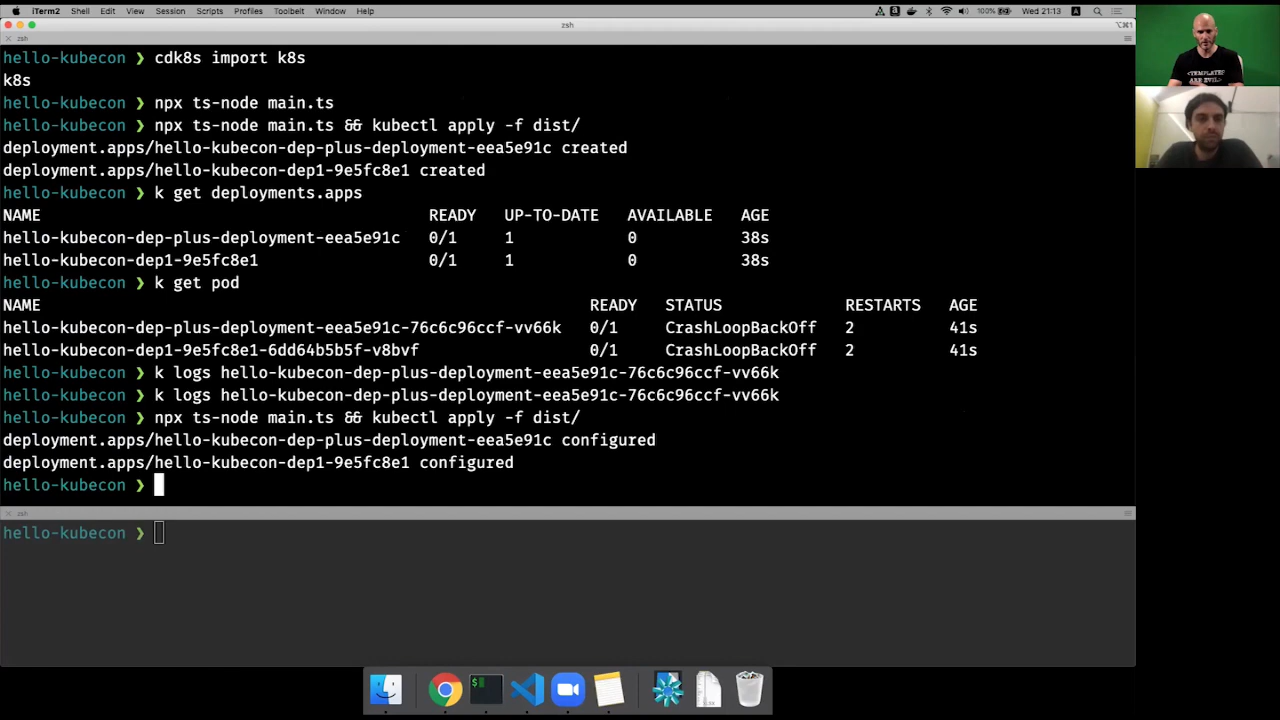 iTerm2 Shell Edit View Session Scripts Profiles Toolbelt Window Help 100% Wed 21:13 A
zsh ⌥⌘1
zsh
hello-kubecon ❯ cdk8s import k8s
k8s
hello-kubecon ❯ npx ts-node main.ts
hello-kubecon ❯ npx ts-node main.ts && kubectl apply -f dist/
deployment.apps/hello-kubecon-dep-plus-deployment-eea5e91c created
deployment.apps/hello-kubecon-dep1-9e5fc8e1 created
hello-kubecon ❯ k get deployments.apps
NAME READY UP-TO-DATE AVAILABLE AGE
hello-kubecon-dep-plus-deployment-eea5e91c 0/1 1 0 38s
hello-kubecon-dep1-9e5fc8e1 0/1 1 0 38s
hello-kubecon ❯ k get pod
NAME READY STATUS RESTARTS AGE
hello-kubecon-dep-plus-deployment-eea5e91c-76c6c96ccf-vv66k 0/1 CrashLoopBackOff 2 41s
hello-kubecon-dep1-9e5fc8e1-6dd64b5b5f-v8bvf 0/1 CrashLoopBackOff 2 41s
hello-kubecon ❯ k logs hello-kubecon-dep-plus-deployment-eea5e91c-76c6c96ccf-vv66k
hello-kubecon ❯ k logs hello-kubecon-dep-plus-deployment-eea5e91c-76c6c96ccf-vv66k
hello-kubecon ❯ npx ts-node main.ts && kubectl apply -f dist/
deployment.apps/hello-kubecon-dep-plus-deployment-eea5e91c configured
deployment.apps/hello-kubecon-dep1-9e5fc8e1 configured
hello-kubecon ❯
zsh
hello-kubecon ❯
<TEMPLATES
ARE EVIL>